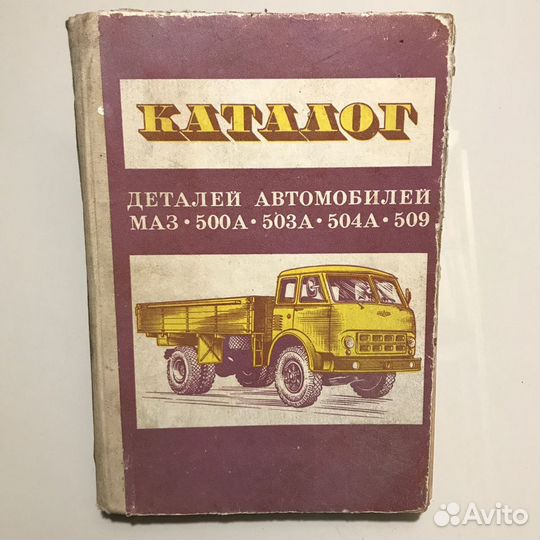 КАТАЛОГ
ДЕТАЛЕЙ АВТОМОБИЛЕЙ
МАЗ • 500А • 503А • 504А • 509
Avito